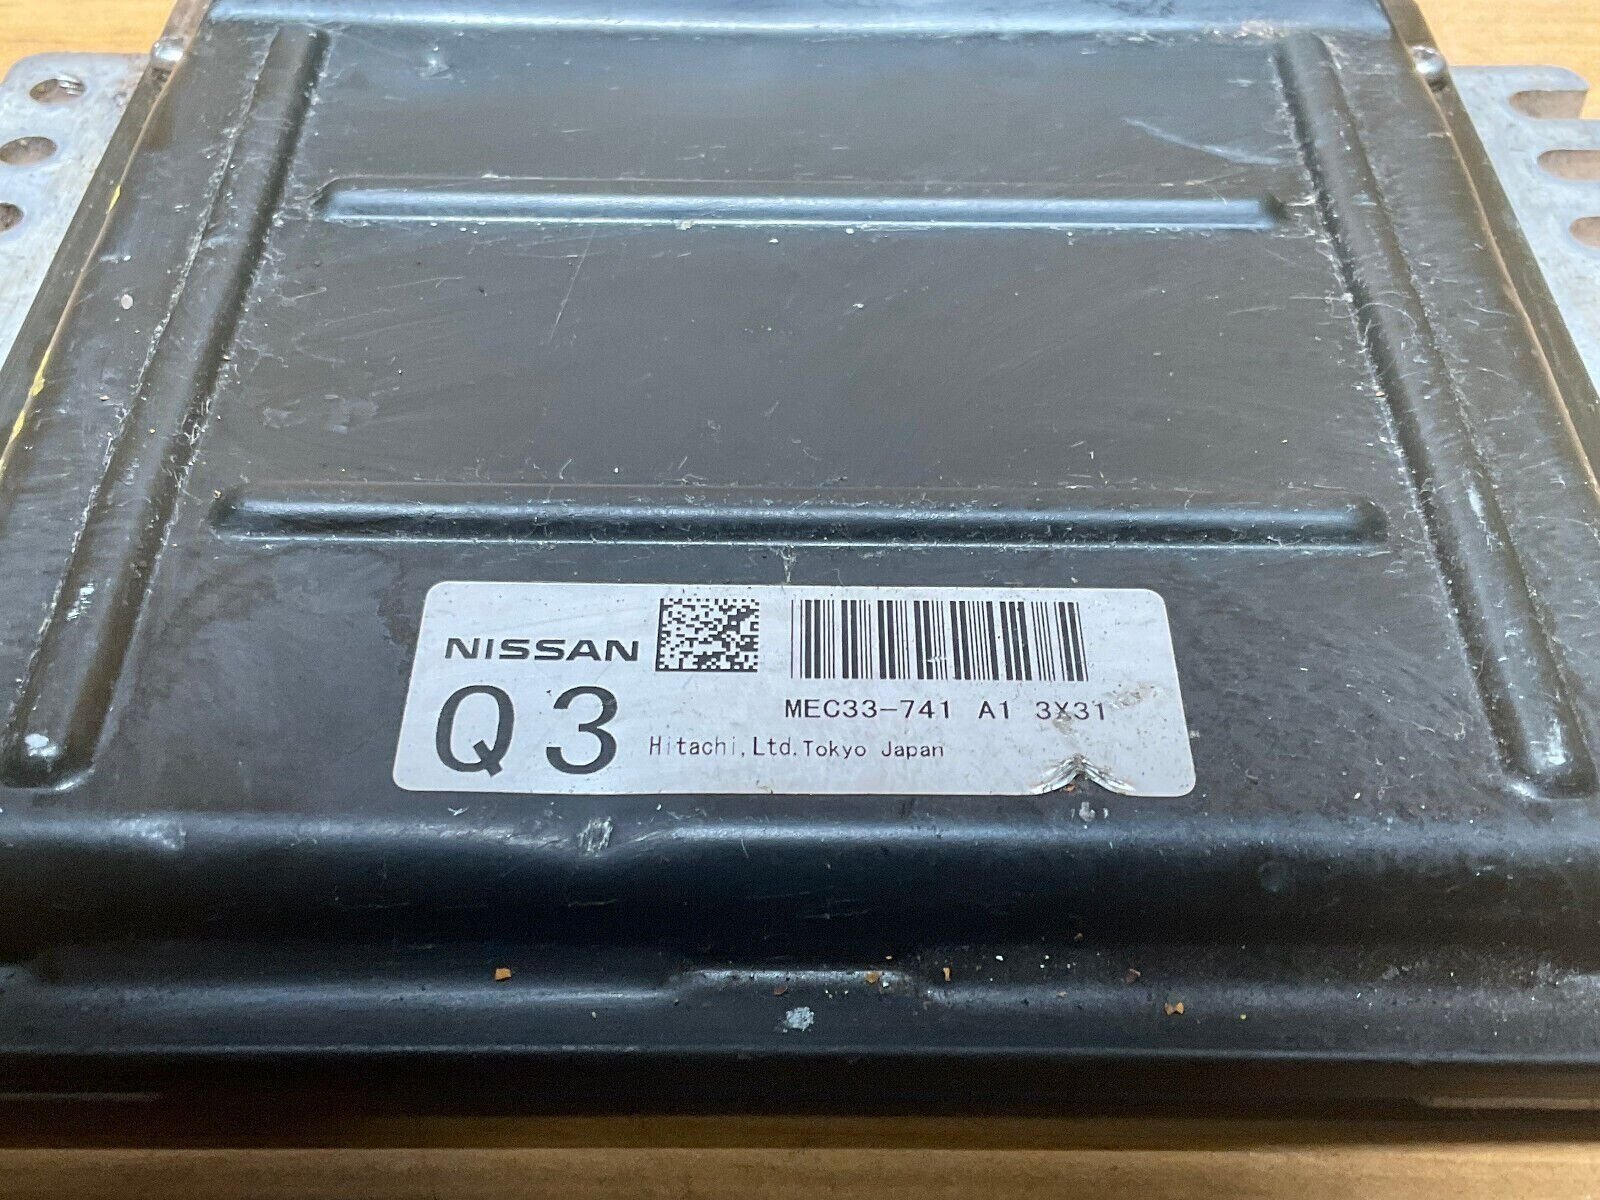 NISSAN
Q3
MEC33-741 A1 3X31
Hitachi,Ltd.Tokyo Japan